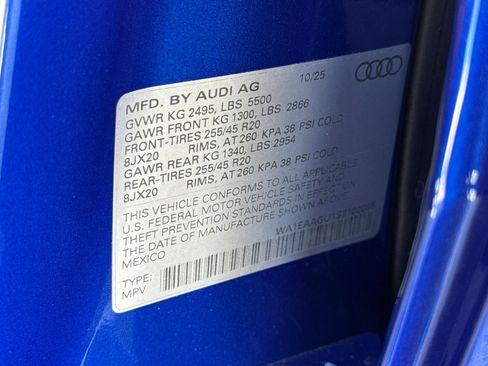 MFD. BY AUDI AG 10/25
GVWR KG 2495, LBS 5500
GAWR FRONT KG 1300, LBS 2866
FRONT-TIRES 255/45 R20
8JX20 RIMS, AT 260 KPA 38 PSI COLD
GAWR REAR KG 1340, LBS 2954
REAR-TIRES 255/45 R20
8JX20 RIMS, AT 260 KPA 38 PSI COLD
THIS VEHICLE CONFORMS TO ALL APPLICABLE
U.S. FEDERAL MOTOR VEHICLE SAFETY AND
THEFT PREVENTION STANDARDS IN EFFECT ON
THE DATE OF MANUFACTURE SHOWN ABOVE.
MEXICO
TYPE:
MPV